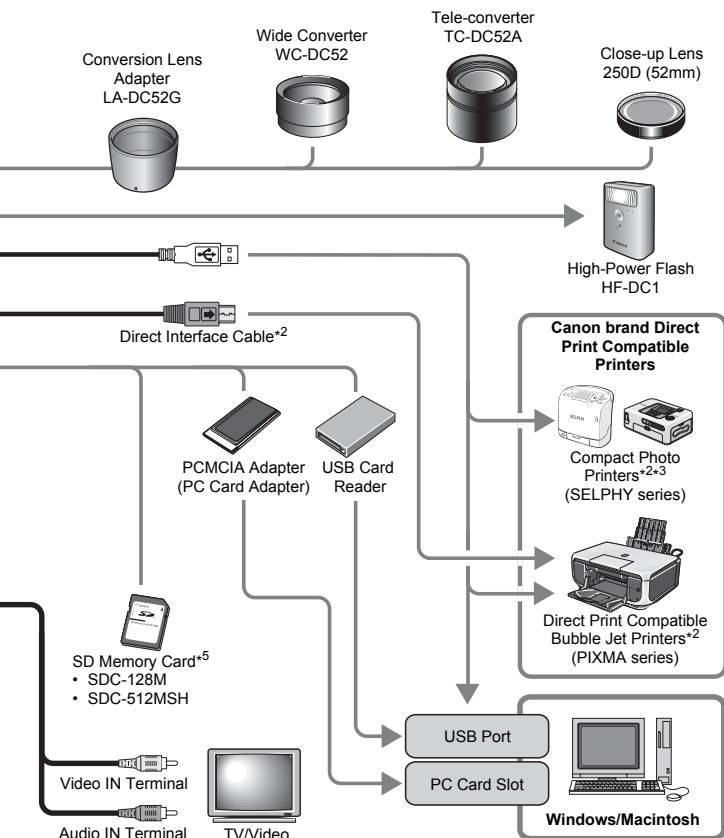 Tele-converter
TC-DC52A
Wide Converter
WC-DC52
Close-up Lens
250D (52mm)
Conversion Lens
Adapter
LA-DC52G
High-Power Flash
HF-DC1
Direct Interface Cable*2
Canon brand Direct
Print Compatible
Printers
SELPHY
Compact Photo
Printers*2*3
(SELPHY series)
PCMCIA Adapter
(PC Card Adapter)
USB Card
Reader
Direct Print Compatible
Bubble Jet Printers*2
(PIXMA series)
SD Memory Card*5
• SDC-128M
• SDC-512MSH
USB Port
PC Card Slot
Windows/Macintosh
Video IN Terminal
Audio IN Terminal
TV/Video